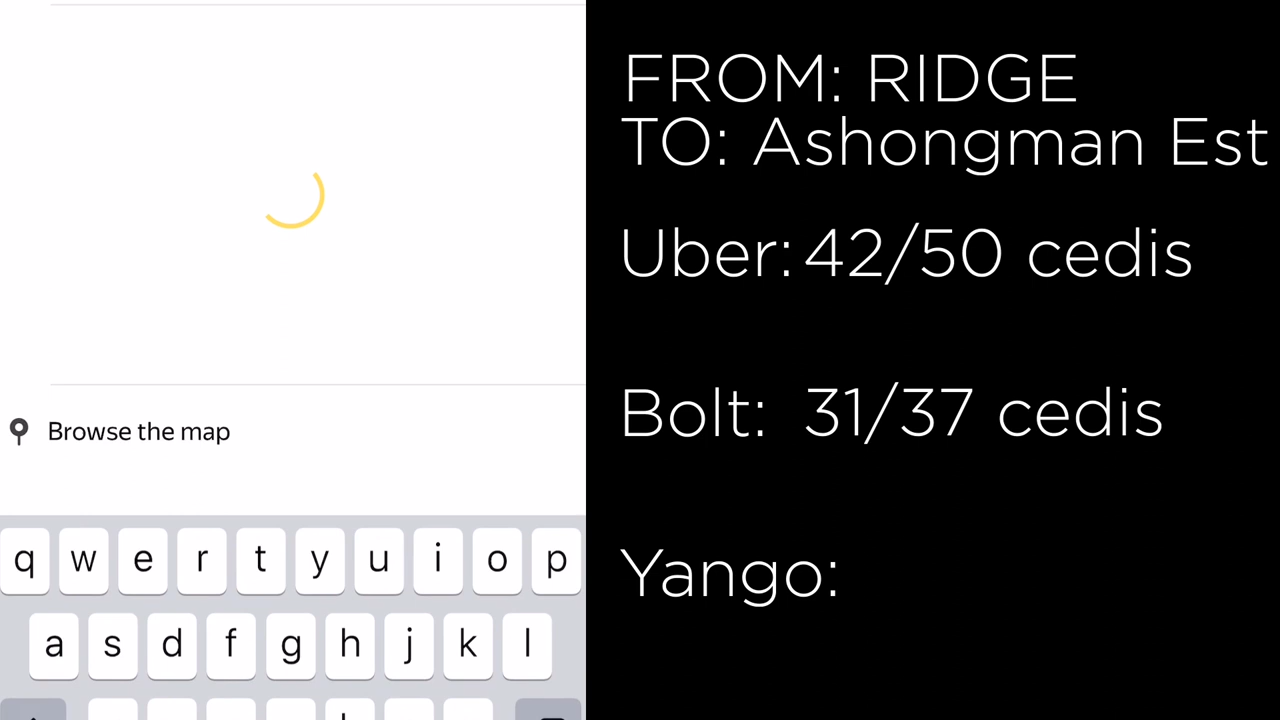 FROM: RIDGE
TO: Ashongman Est
Uber: 42/50 cedis
Bolt: 31/37 cedis
Yango:
Browse the map
q w e r t y u i o p
a s d f g h j k l